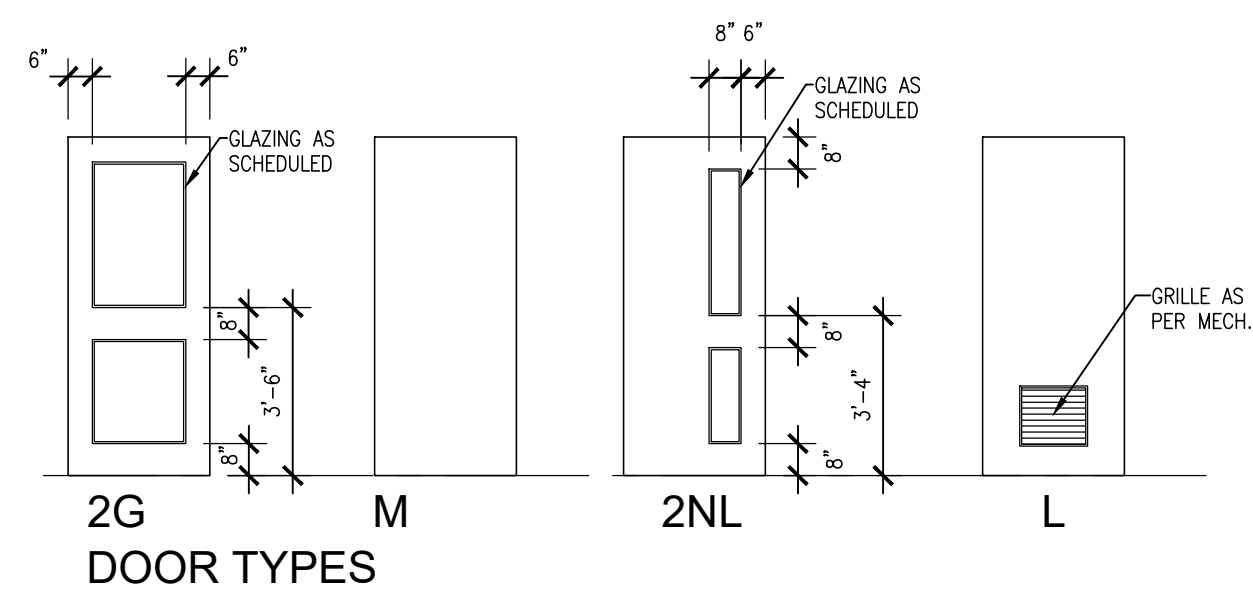 6”
6”
GLAZING AS
SCHEDULED
8”
3’-6”
8”
8” 6”
GLAZING AS
SCHEDULED
8”
8”
3’-4”
8”
GRILLE AS
PER MECH.
2G
M
2NL
L
DOOR TYPES